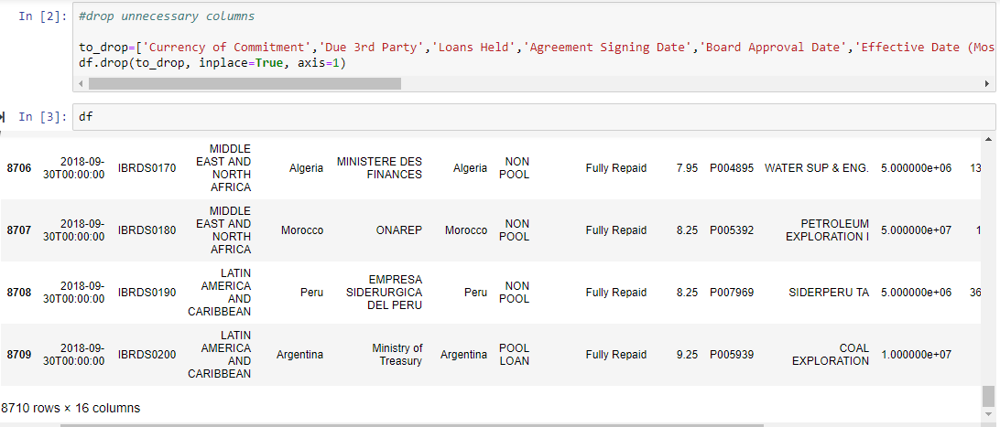 In [2]: #drop unnecessary columns
to_drop=['Currency of Commitment','Due 3rd Party','Loans Held','Agreement Signing Date','Board Approval Date','Effective Date (Mos
df.drop(to_drop, inplace=True, axis=1)
In [3]: df
8706 2018-09-30T00:00:00 IBRDS0170 MIDDLE EAST AND NORTH AFRICA Algeria MINISTERE DES FINANCES Algeria NON POOL Fully Repaid 7.95 P004895 WATER SUP & ENG. 5.000000e+06 13
8707 2018-09-30T00:00:00 IBRDS0180 MIDDLE EAST AND NORTH AFRICA Morocco ONAREP Morocco NON POOL Fully Repaid 8.25 P005392 PETROLEUM EXPLORATION I 5.000000e+07 1
8708 2018-09-30T00:00:00 IBRDS0190 LATIN AMERICA AND CARIBBEAN Peru EMPRESA SIDERURGICA DEL PERU Peru NON POOL Fully Repaid 8.25 P007969 SIDERPERU TA 5.000000e+06 36
8709 2018-09-30T00:00:00 IBRDS0200 LATIN AMERICA AND CARIBBEAN Argentina Ministry of Treasury Argentina POOL LOAN Fully Repaid 9.25 P005939 COAL EXPLORATION 1.000000e+07
8710 rows × 16 columns